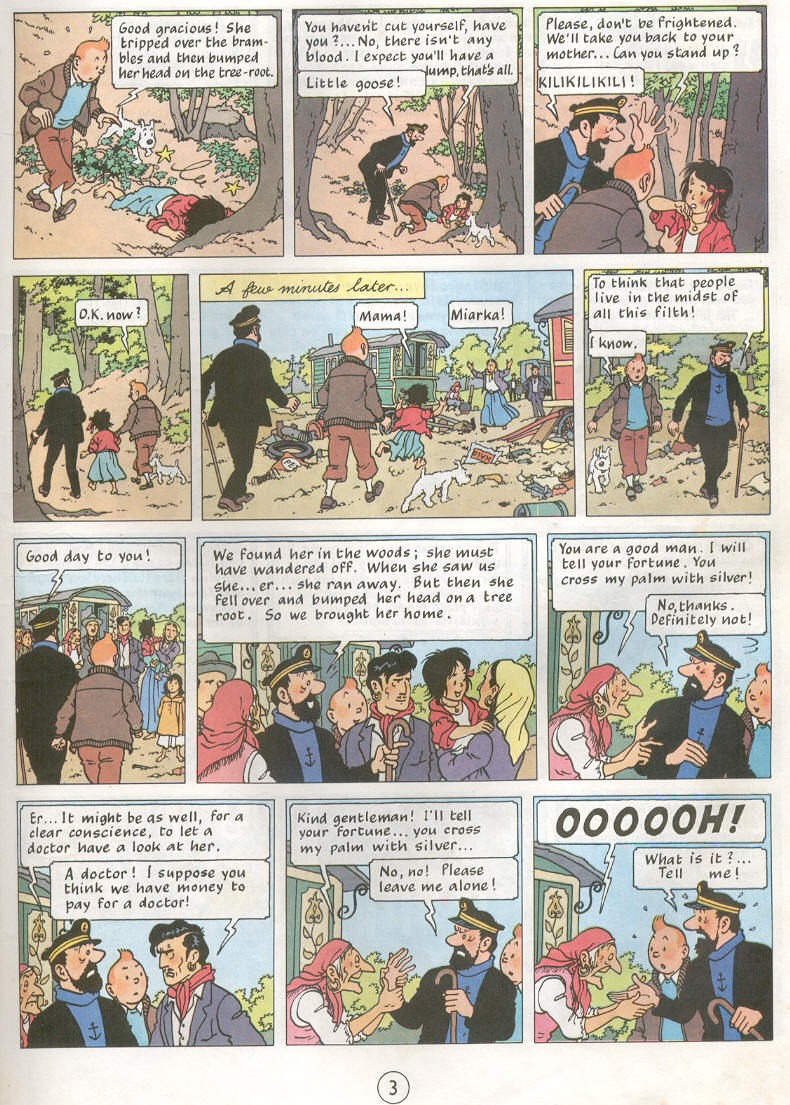 Good gracious! She
tripped over the bram-
bles and then bumped
her head on the tree-root.
You haven't cut yourself, have
you?... No, there isn't any
blood. I expect you'll have a
lump, that's all.
Little goose!
Please, don't be frightened.
We'll take you back to your
mother... Can you stand up?
KILIKILIKILI!
O.K. now?
A few minutes later...
Mama!
Miarka!
To think that people
live in the midst of
all this filth!
I know.
Good day to you!
We found her in the woods; she must
have wandered off. When she saw us
she... er... she ran away. But then she
fell over and bumped her head on a tree
root. So we brought her home.
You are a good man. I will
tell your fortune. You
cross my palm with silver!
No, thanks.
Definitely not!
Er... It might be as well, for a
clear conscience, to let a
doctor have a look at her.
A doctor! I suppose you
think we have money to
pay for a doctor!
Kind gentleman! I'll tell
your fortune... you cross
my palm with silver...
No, no! Please
leave me alone!
OOOOOH!
What is it?...
Tell me!
3